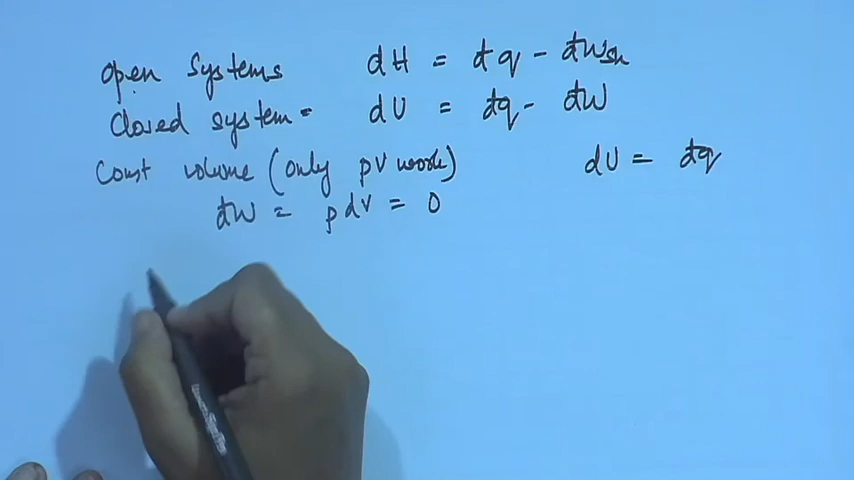 Open systems dH = đq - đWsh
Closed system = dU = đq - đW
Const volume (only pV work) dU = đq
đW = pdV = 0